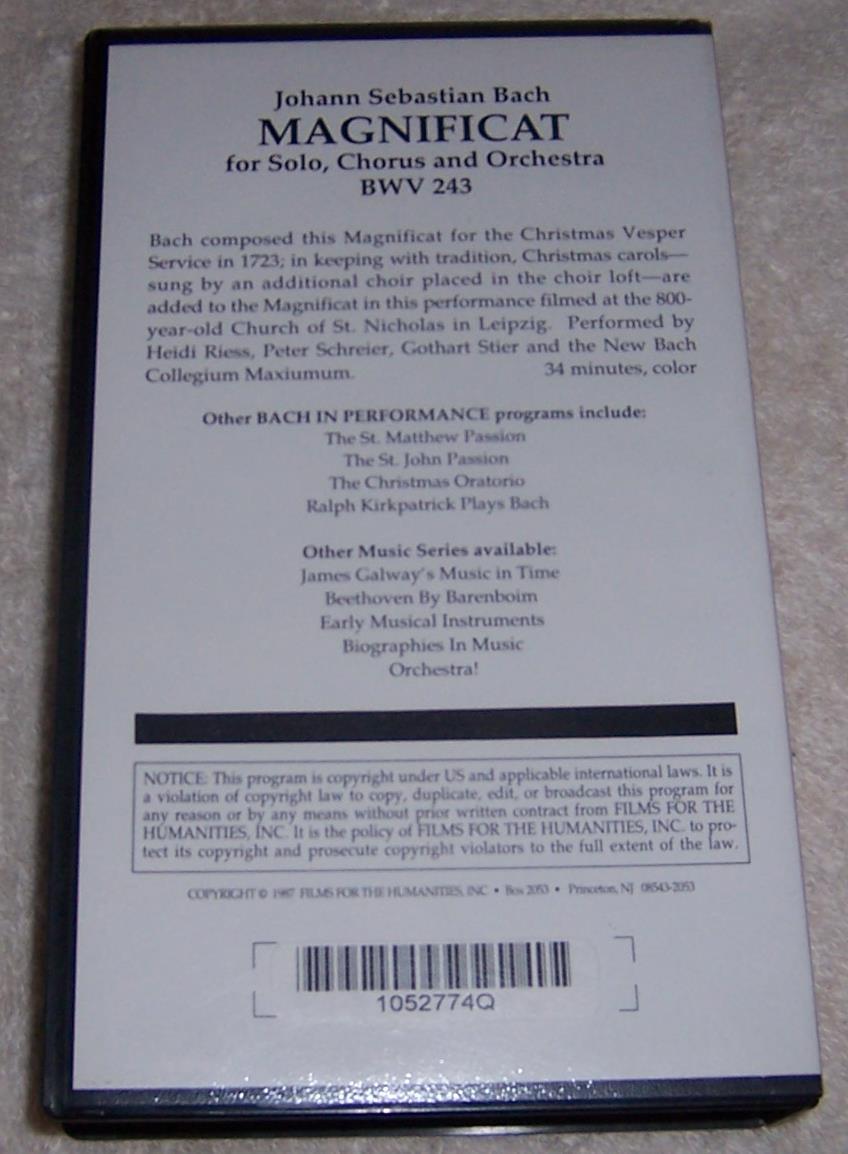 Johann Sebastian Bach
MAGNIFICAT
for Solo, Chorus and Orchestra
BWV 243
Bach composed this Magnificat for the Christmas Vesper
Service in 1723; in keeping with tradition, Christmas carols—
sung by an additional choir placed in the choir loft—are
added to the Magnificat in this performance filmed at the 800-
year-old Church of St. Nicholas in Leipzig. Performed by
Heidi Riess, Peter Schreier, Gothart Stier and the New Bach
Collegium Maxiumum. 34 minutes, color
Other BACH IN PERFORMANCE programs include:
The St. Matthew Passion
The St. John Passion
The Christmas Oratorio
Ralph Kirkpatrick Plays Bach
Other Music Series available:
James Galway's Music in Time
Beethoven By Barenboim
Early Musical Instruments
Biographies In Music
Orchestra!
NOTICE: This program is copyright under US and applicable international laws. It is
a violation of copyright law to copy, duplicate, edit, or broadcast this program for
any reason or by any means without prior written contract from FILMS FOR THE
HUMANITIES, INC. It is the policy of FILMS FOR THE HUMANITIES, INC. to pro-
tect its copyright and prosecute copyright violators to the full extent of the law.
COPYRIGHT © 1987 FILMS FOR THE HUMANITIES, INC • Box 2053 • Princeton, NJ 08543-2053
1052774Q